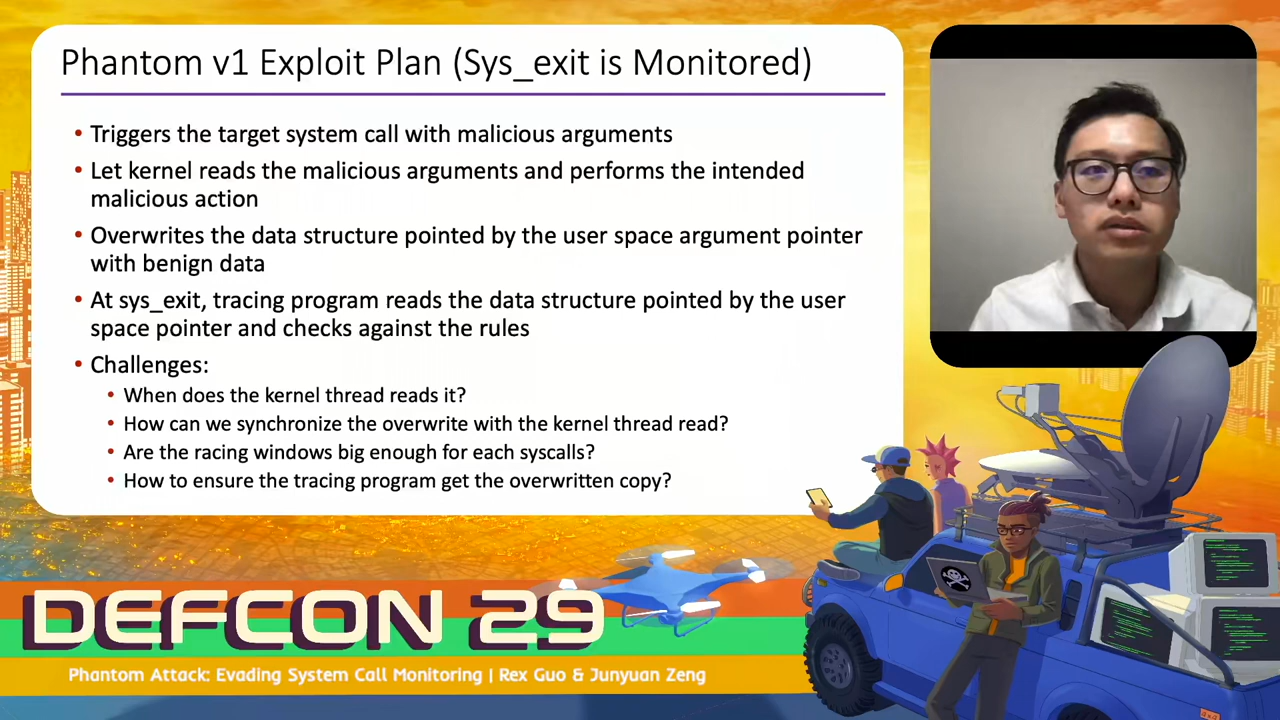 Phantom v1 Exploit Plan (Sys_exit is Monitored)
• Triggers the target system call with malicious arguments
• Let kernel reads the malicious arguments and performs the intended
malicious action
• Overwrites the data structure pointed by the user space argument pointer
with benign data
• At sys_exit, tracing program reads the data structure pointed by the user
space pointer and checks against the rules
• Challenges:
• When does the kernel thread reads it?
• How can we synchronize the overwrite with the kernel thread read?
• Are the racing windows big enough for each syscalls?
• How to ensure the tracing program get the overwritten copy?
DEFCON 29
Phantom Attack: Evading System Call Monitoring | Rex Guo & Junyuan Zeng